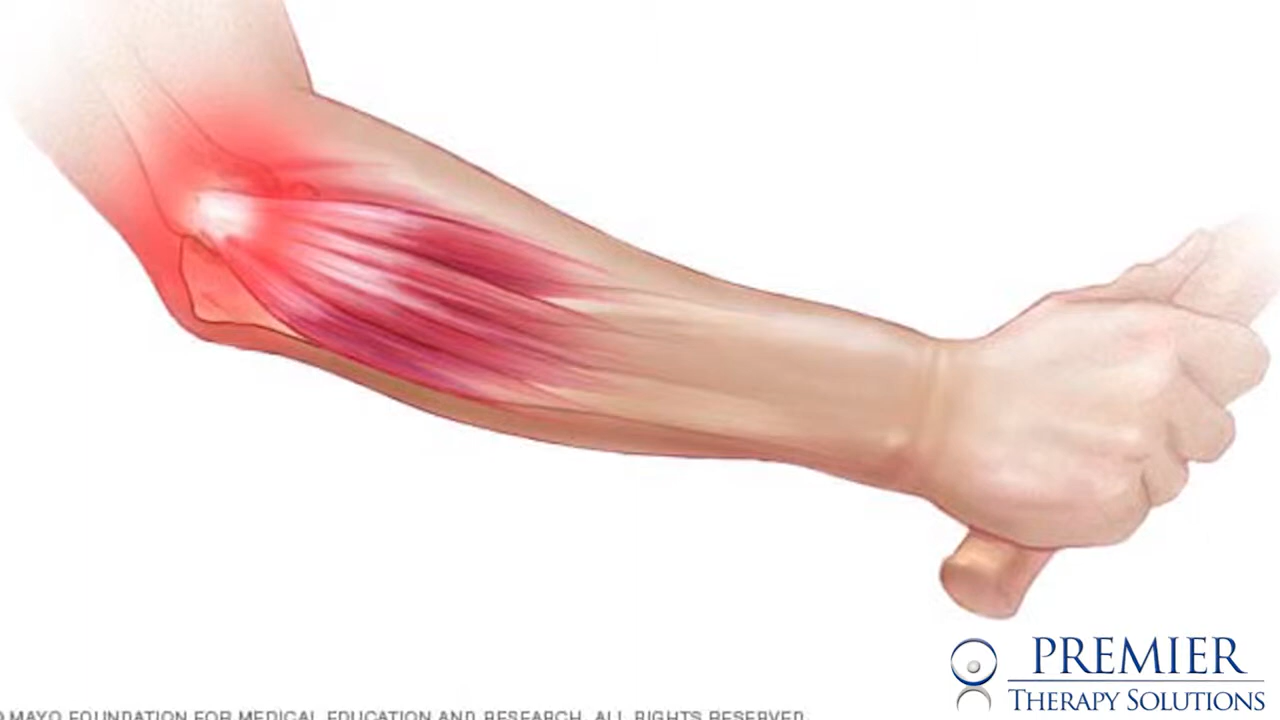 PREMIER
THERAPY SOLUTIONS
© MAYO FOUNDATION FOR MEDICAL EDUCATION AND RESEARCH. ALL RIGHTS RESERVED.